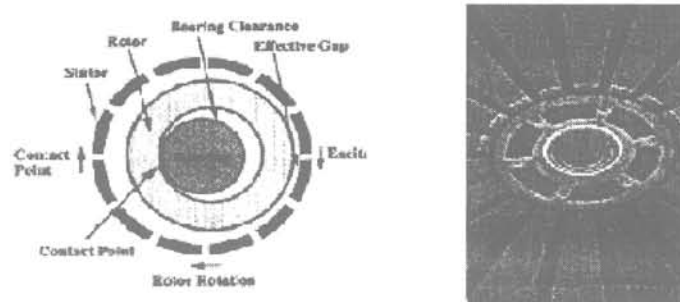 Bearing Clearance
Rotor
Effective Gap
Stator
Contact
Point
Excit
Contact Point
Rotor Rotation